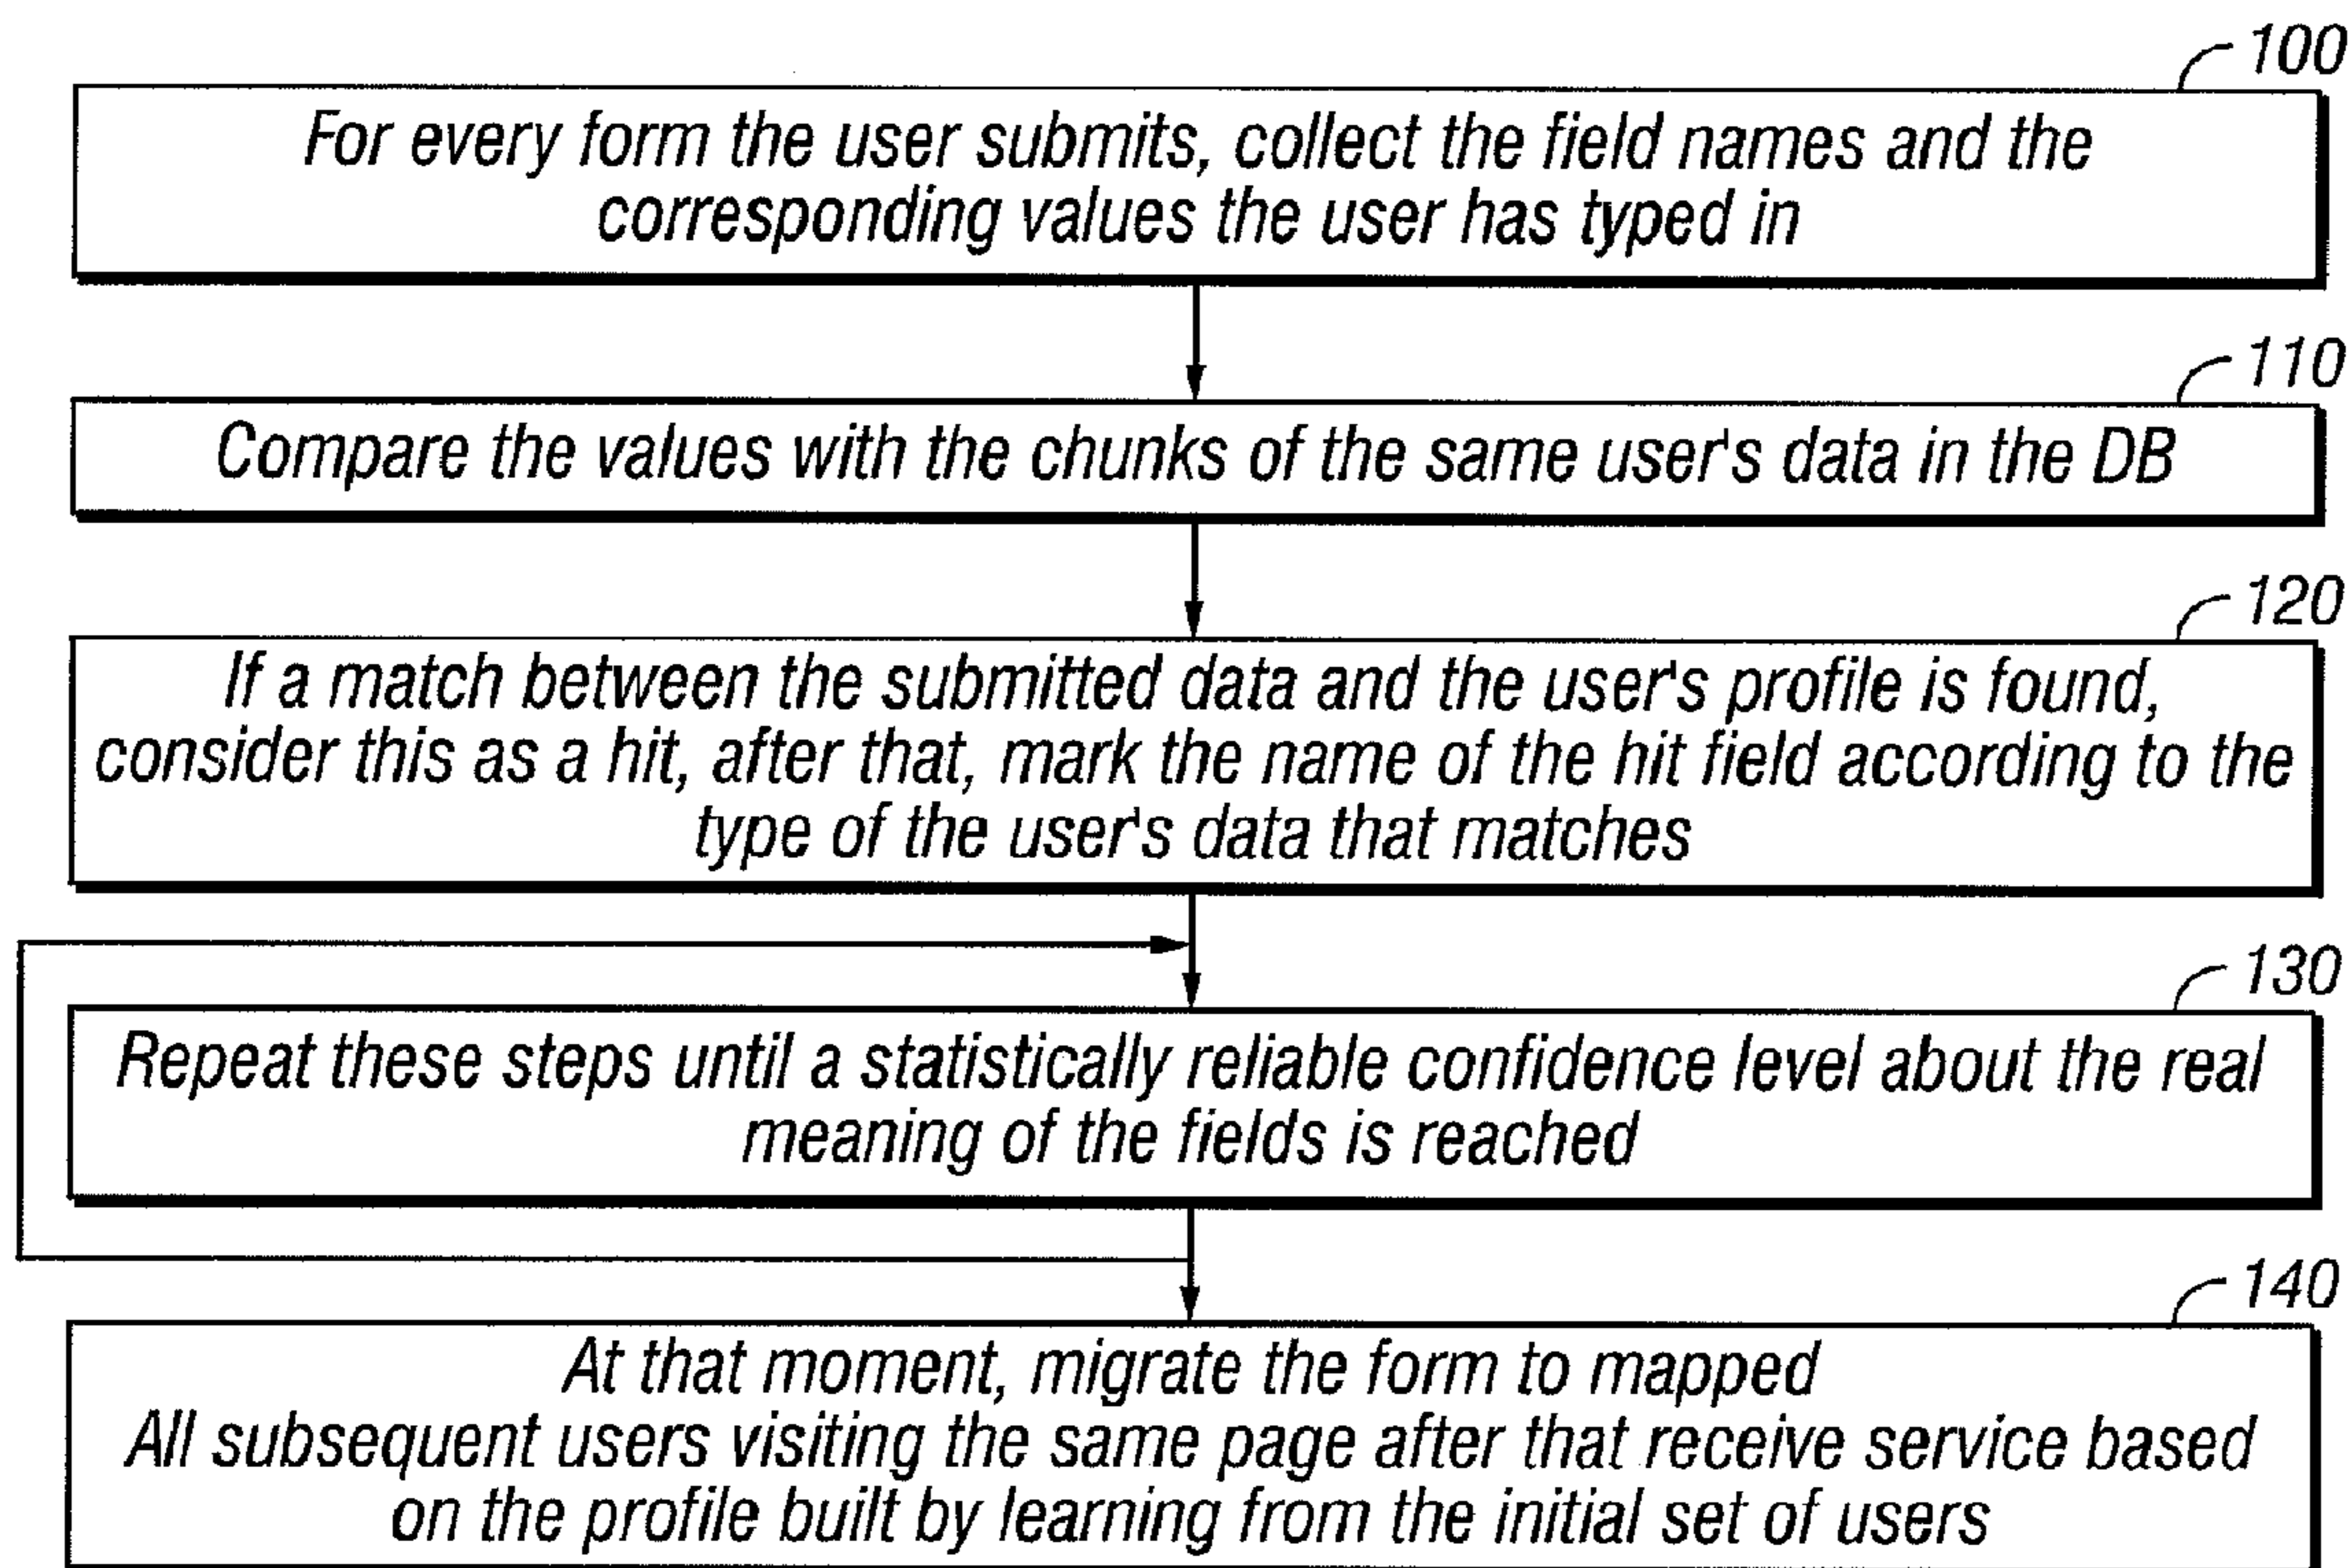 100
For every form the user submits, collect the field names and the
corresponding values the user has typed in
110
Compare the values with the chunks of the same user's data in the DB
120
If a match between the submitted data and the user's profile is found,
consider this as a hit, after that, mark the name of the hit field according to the
type of the user's data that matches
130
Repeat these steps until a statistically reliable confidence level about the real
meaning of the fields is reached
140
At that moment, migrate the form to mapped
All subsequent users visiting the same page after that receive service based
on the profile built by learning from the initial set of users